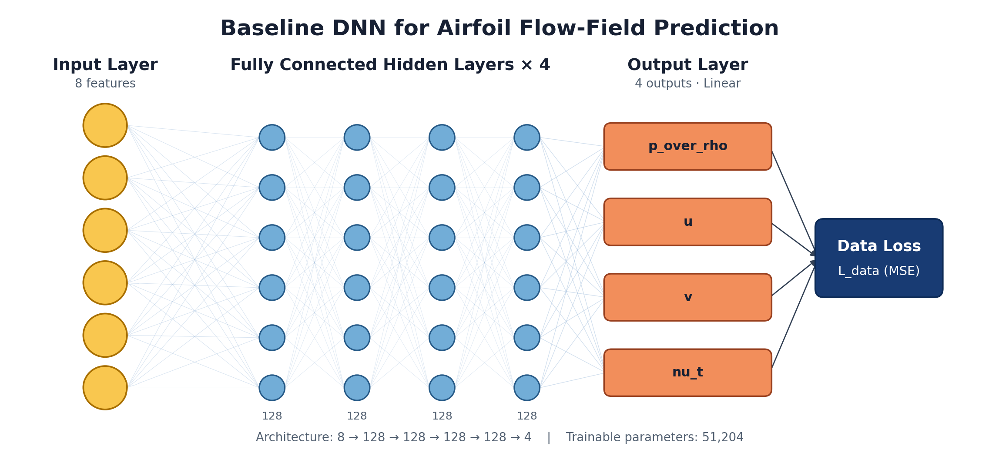 Baseline DNN for Airfoil Flow-Field Prediction
Input Layer
8 features
Fully Connected Hidden Layers × 4
Output Layer
4 outputs · Linear
p_over_rho
u
v
nu_t
Data Loss
L_data (MSE)
128
128
128
128
Architecture: 8 → 128 → 128 → 128 → 128 → 4 | Trainable parameters: 51,204